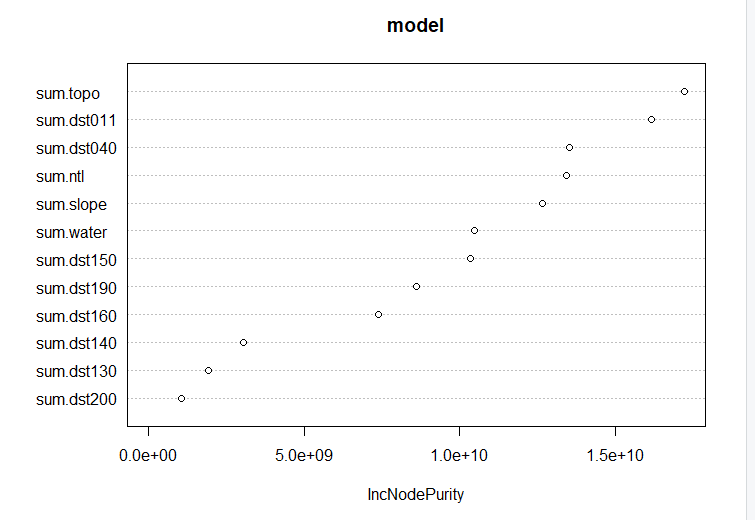 model
sum.topo
sum.dst011
sum.dst040
sum.ntl
sum.slope
sum.water
sum.dst150
sum.dst190
sum.dst160
sum.dst140
sum.dst130
sum.dst200
0.0e+00 5.0e+09 1.0e+10 1.5e+10
IncNodePurity